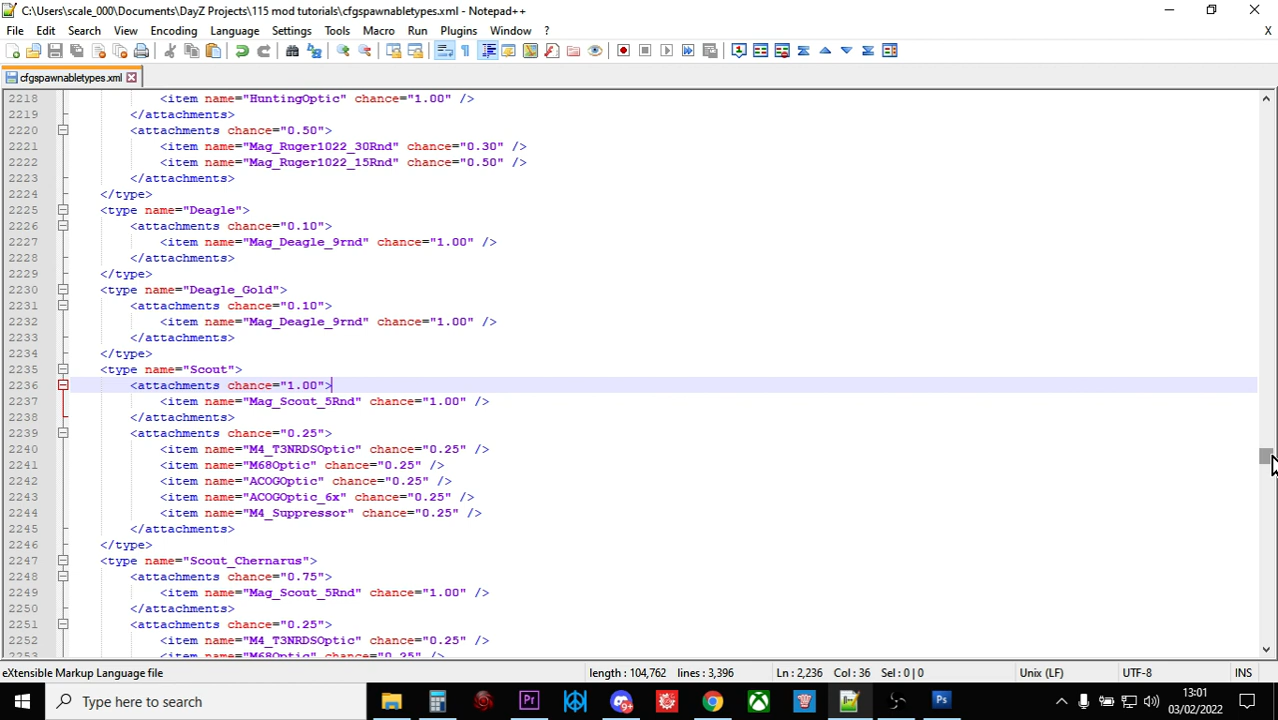 C:\Users\scale_000\Documents\DayZ Projects\115 mod tutorials\cfgspawnabletypes.xml - Notepad++
File Edit Search View Encoding Language Settings Tools Macro Run Plugins Window ? X
cfgspawnabletypes.xml
2218 <item name="HuntingOptic" chance="1.00" />
2219 </attachments>
2220 <attachments chance="0.50">
2221 <item name="Mag_Ruger1022_30Rnd" chance="0.30" />
2222 <item name="Mag_Ruger1022_15Rnd" chance="0.50" />
2223 </attachments>
2224 </type>
2225 <type name="Deagle">
2226 <attachments chance="0.10">
2227 <item name="Mag_Deagle_9rnd" chance="1.00" />
2228 </attachments>
2229 </type>
2230 <type name="Deagle_Gold">
2231 <attachments chance="0.10">
2232 <item name="Mag_Deagle_9rnd" chance="1.00" />
2233 </attachments>
2234 </type>
2235 <type name="Scout">
2236 <attachments chance="1.00">
2237 <item name="Mag_Scout_5Rnd" chance="1.00" />
2238 </attachments>
2239 <attachments chance="0.25">
2240 <item name="M4_T3NRDSOptic" chance="0.25" />
2241 <item name="M68Optic" chance="0.25" />
2242 <item name="ACOGOptic" chance="0.25" />
2243 <item name="ACOGOptic_6x" chance="0.25" />
2244 <item name="M4_Suppressor" chance="0.25" />
2245 </attachments>
2246 </type>
2247 <type name="Scout_Chernarus">
2248 <attachments chance="0.75">
2249 <item name="Mag_Scout_5Rnd" chance="1.00" />
2250 </attachments>
2251 <attachments chance="0.25">
2252 <item name="M4_T3NRDSOptic" chance="0.25" />
2253 <item name="M68Optic" chance="0.25" />
eXtensible Markup Language file length : 104,762 lines : 3,396 Ln : 2,236 Col : 36 Sel : 0 | 0 Unix (LF) UTF-8 INS
Type here to search
13:01
03/02/2022